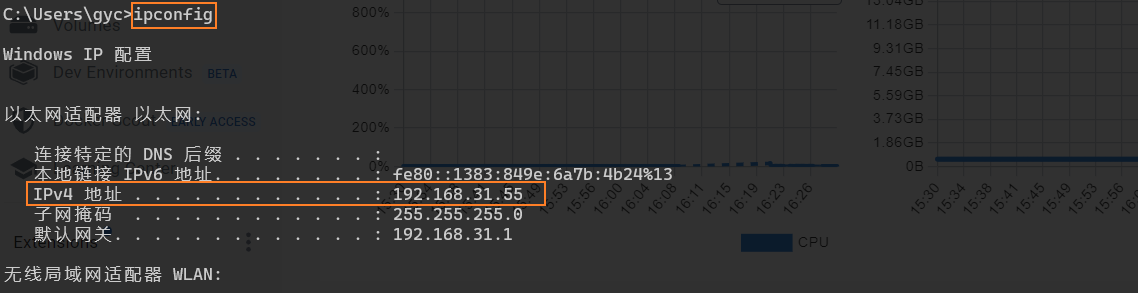 C:\Users\gyc>ipconfig
Volumes
Windows IP 配置
Dev Environments BETA
以太网适配器 以太网:
EARLY ACCESS
连接特定的 DNS 后缀 . . . . . . . :
本地链接 IPv6 地址. . . . . . . . : fe80::1383:849e:6a7b:4b24%13
IPv4 地址 . . . . . . . . . . . . : 192.168.31.55
子网掩码 . . . . . . . . . . . . : 255.255.255.0
默认网关. . . . . . . . . . . . . : 192.168.31.1
Extensions
无线局域网适配器 WLAN:
800%
600%
400%
200%
0%
15:53
16:00
16:04
16:08
16:11
16:15
16:19
16:23
16:26
CPU
13.04GB
11.18GB
9.31GB
7.45GB
5.59GB
3.73GB
1.86GB
0B
15:30
15:34
15:38
15:42
15:45
15:49
15:53
15:56